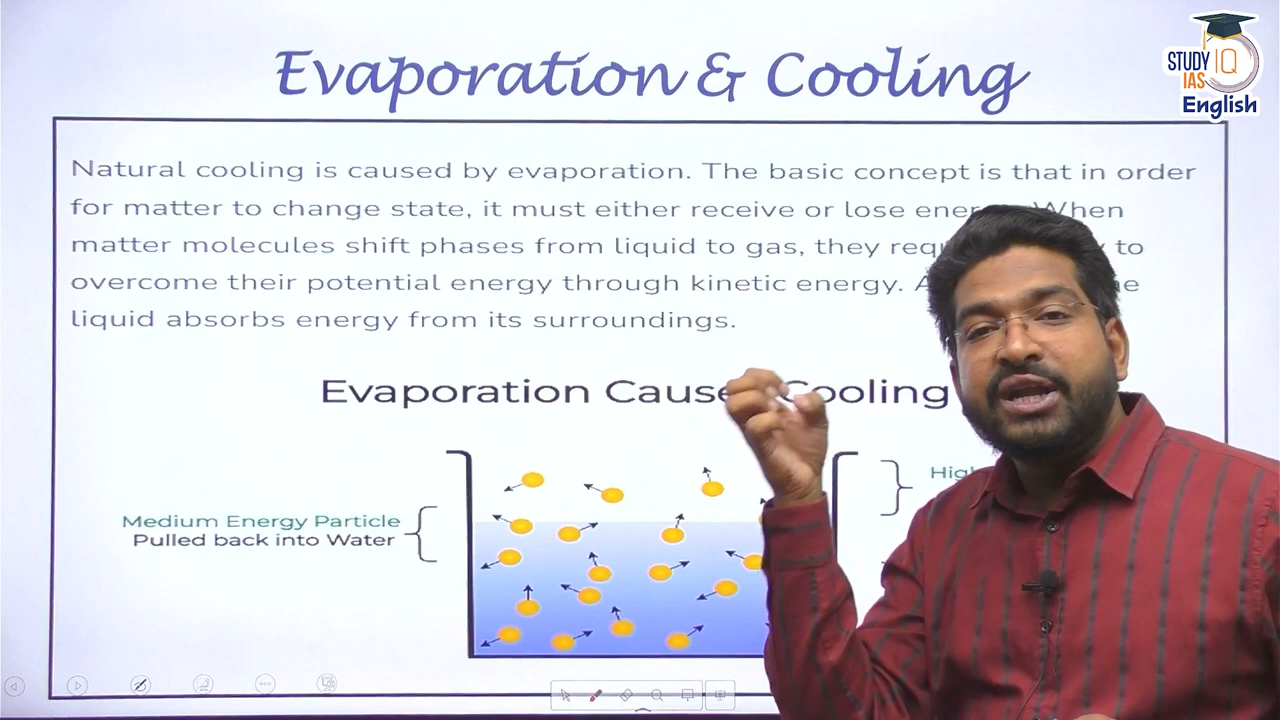 Evaporation & Cooling
STUDY IQ
IAS
English
Natural cooling is caused by evaporation. The basic concept is that in order
for matter to change state, it must either receive or lose When
matter molecules shift phases from liquid to gas, they to
overcome their potential energy through kinetic energy.
liquid absorbs energy from its surroundings.
Evaporation Cooling
Medium Energy Particle
Pulled back into Water